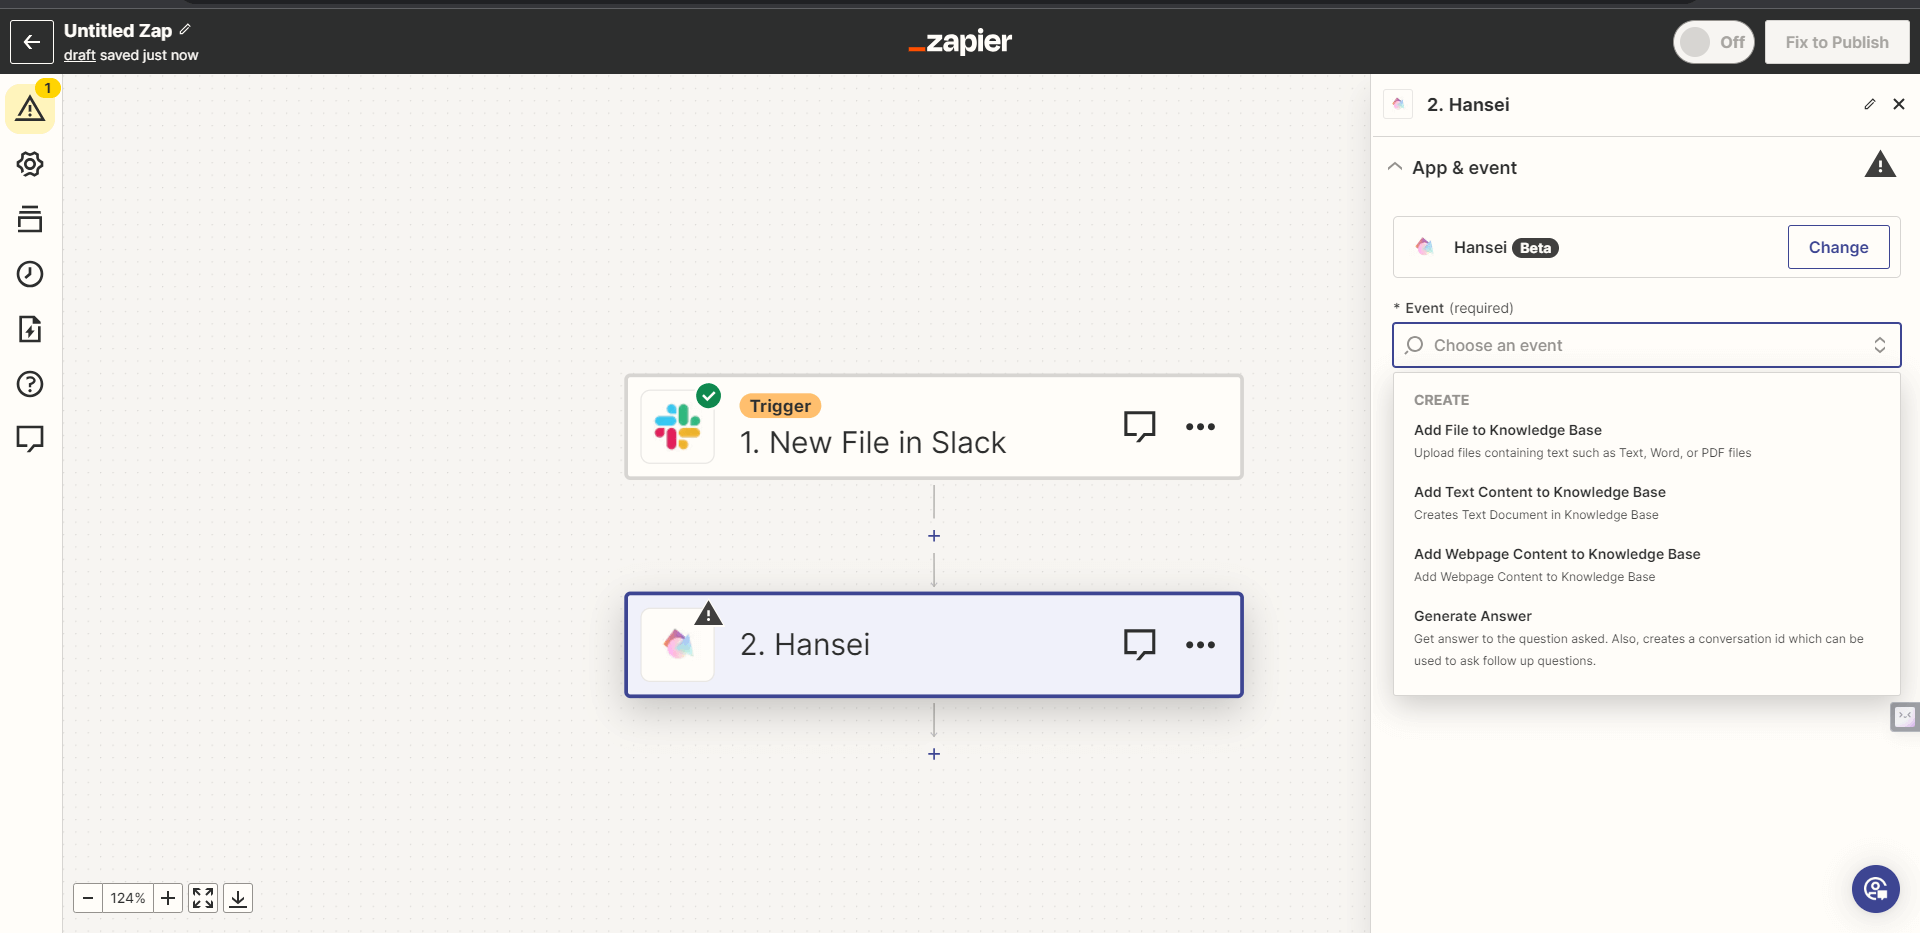 Untitled Zap
draft saved just now
zapier
Off
Fix to Publish
1
2. Hansei
App & event
Hansei Beta
Change
* Event (required)
Choose an event
CREATE
Add File to Knowledge Base
Upload files containing text such as Text, Word, or PDF files
Add Text Content to Knowledge Base
Creates Text Document in Knowledge Base
Add Webpage Content to Knowledge Base
Add Webpage Content to Knowledge Base
Generate Answer
Get answer to the question asked. Also, creates a conversation id which can be
used to ask follow up questions.
Trigger
1. New File in Slack
2. Hansei
124%